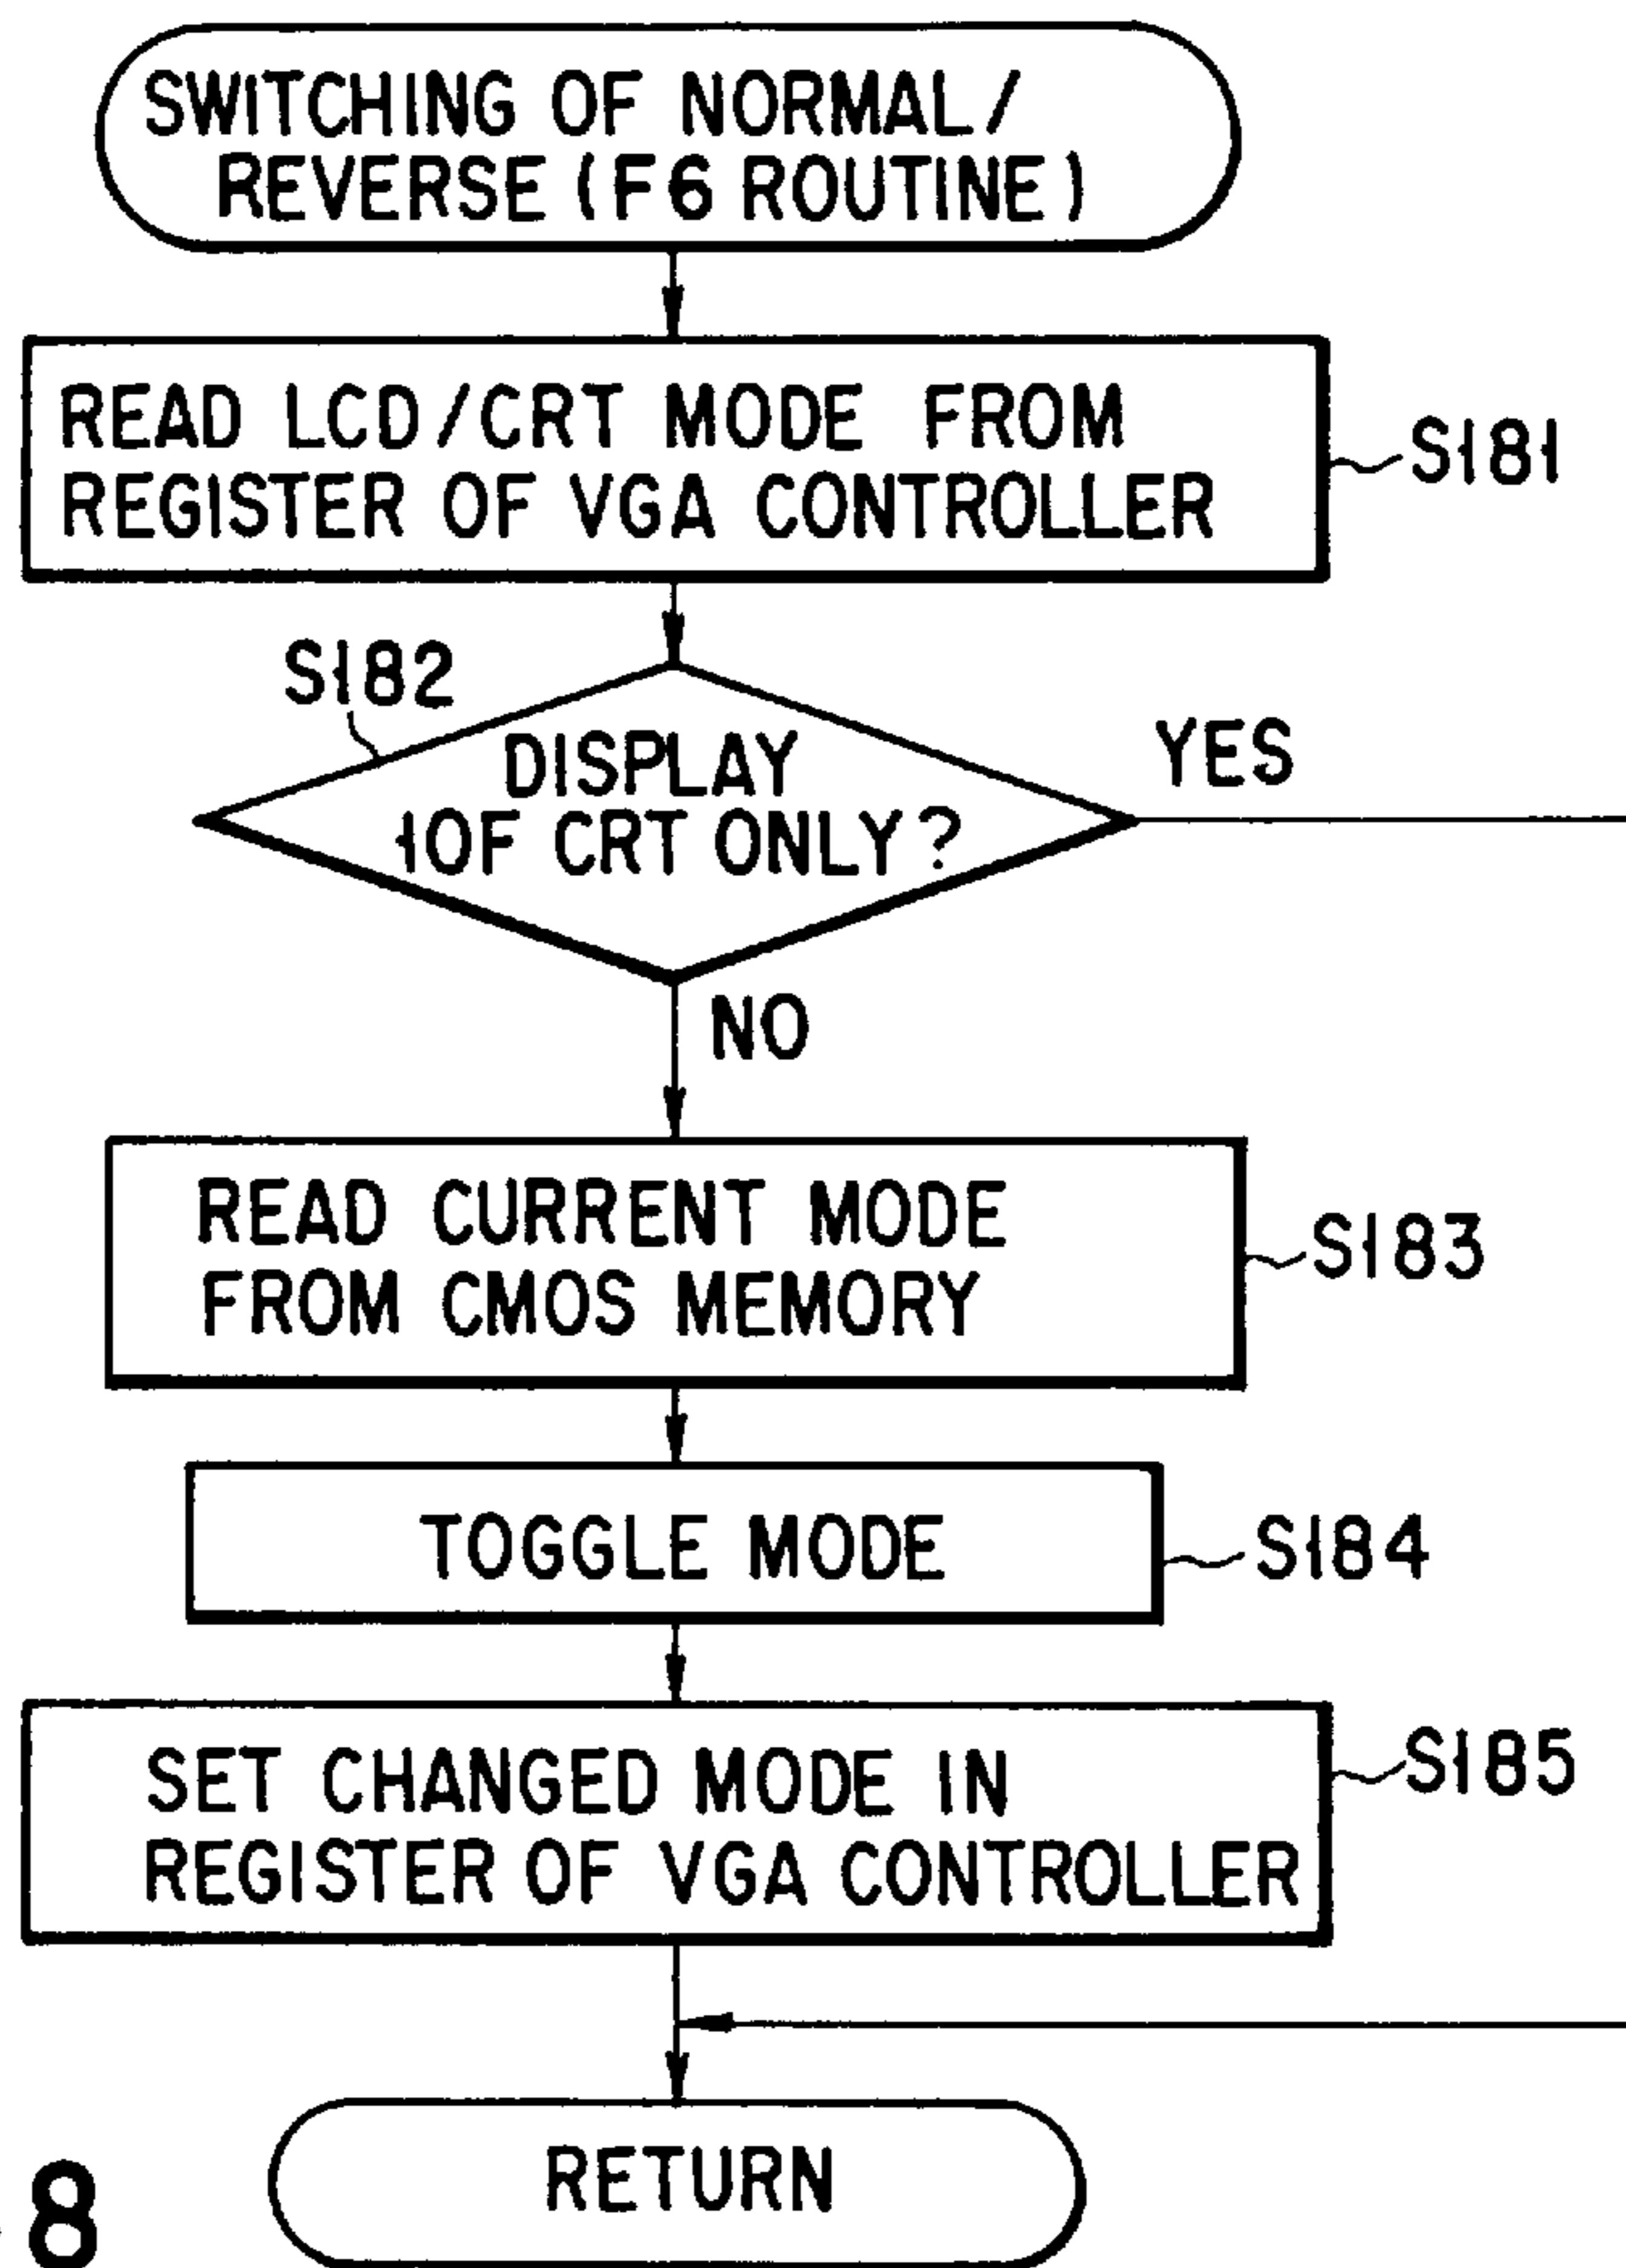 SWITCHING OF NORMAL/
REVERSE (F6 ROUTINE)
READ LCD/CRT MODE FROM
REGISTER OF VGA CONTROLLER
S181
S182
DISPLAY
1OF CRT ONLY?
YES
NO
READ CURRENT MODE
FROM CMOS MEMORY
S183
TOGGLE MODE
S184
SET CHANGED MODE IN
REGISTER OF VGA CONTROLLER
S185
RETURN
8